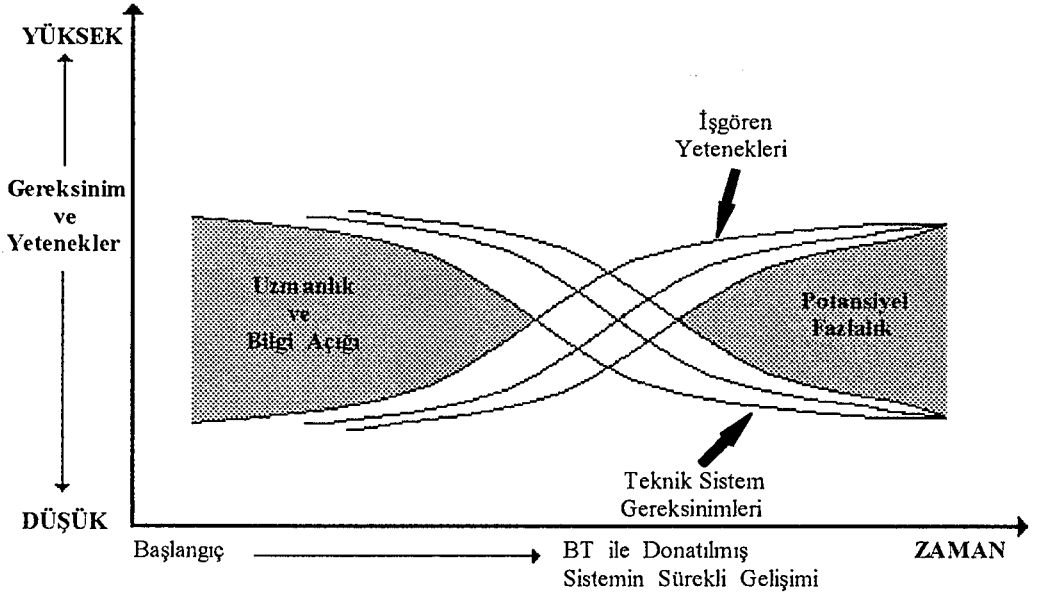 YÜKSEK
Gereksinim
ve
Yetenekler
DÜŞÜK
İşgören
Yetenekleri
Uzmanlık
ve
Bilgi Açığı
Potansiyel
Fazlalık
Teknik Sistem
Gereksinimleri
Başlangıç
BT ile Donatılmış
Sistemin Sürekli Gelişimi
ZAMAN